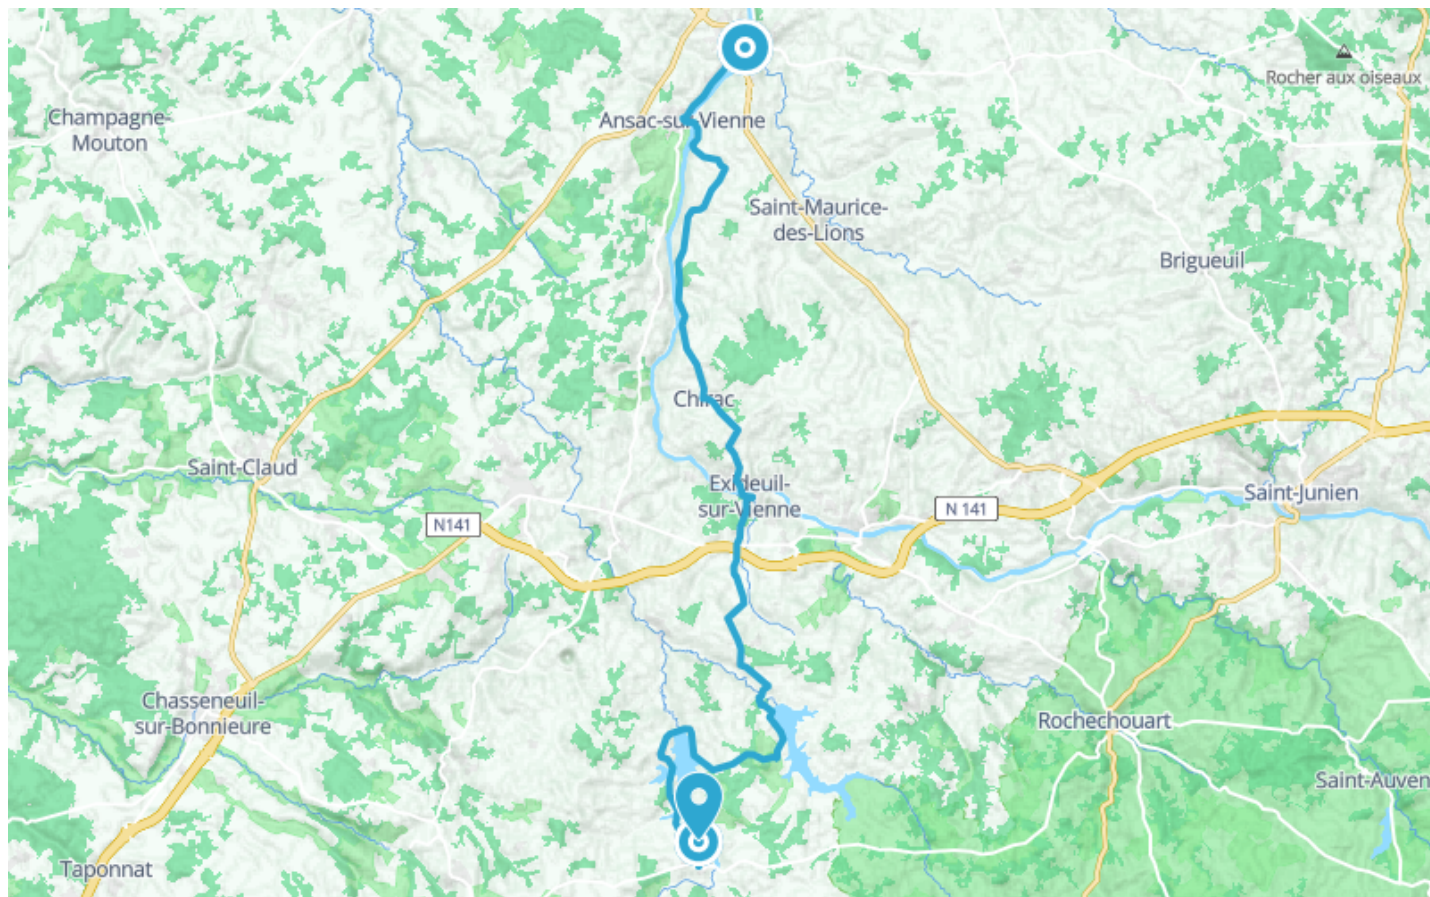 Rocher aux oiseaux
Champagne-
Mouton
Ansac-sur-Vienne
Saint-Maurice-
des-Lions
Brigueuil
Chirac
Saint-Claud
Exideuil-
sur-Vienne
N141
N 141
Saint-Junien
Chasseneuil-
sur-Bonnieure
Rochechouart
Saint-Auven
Taponnat